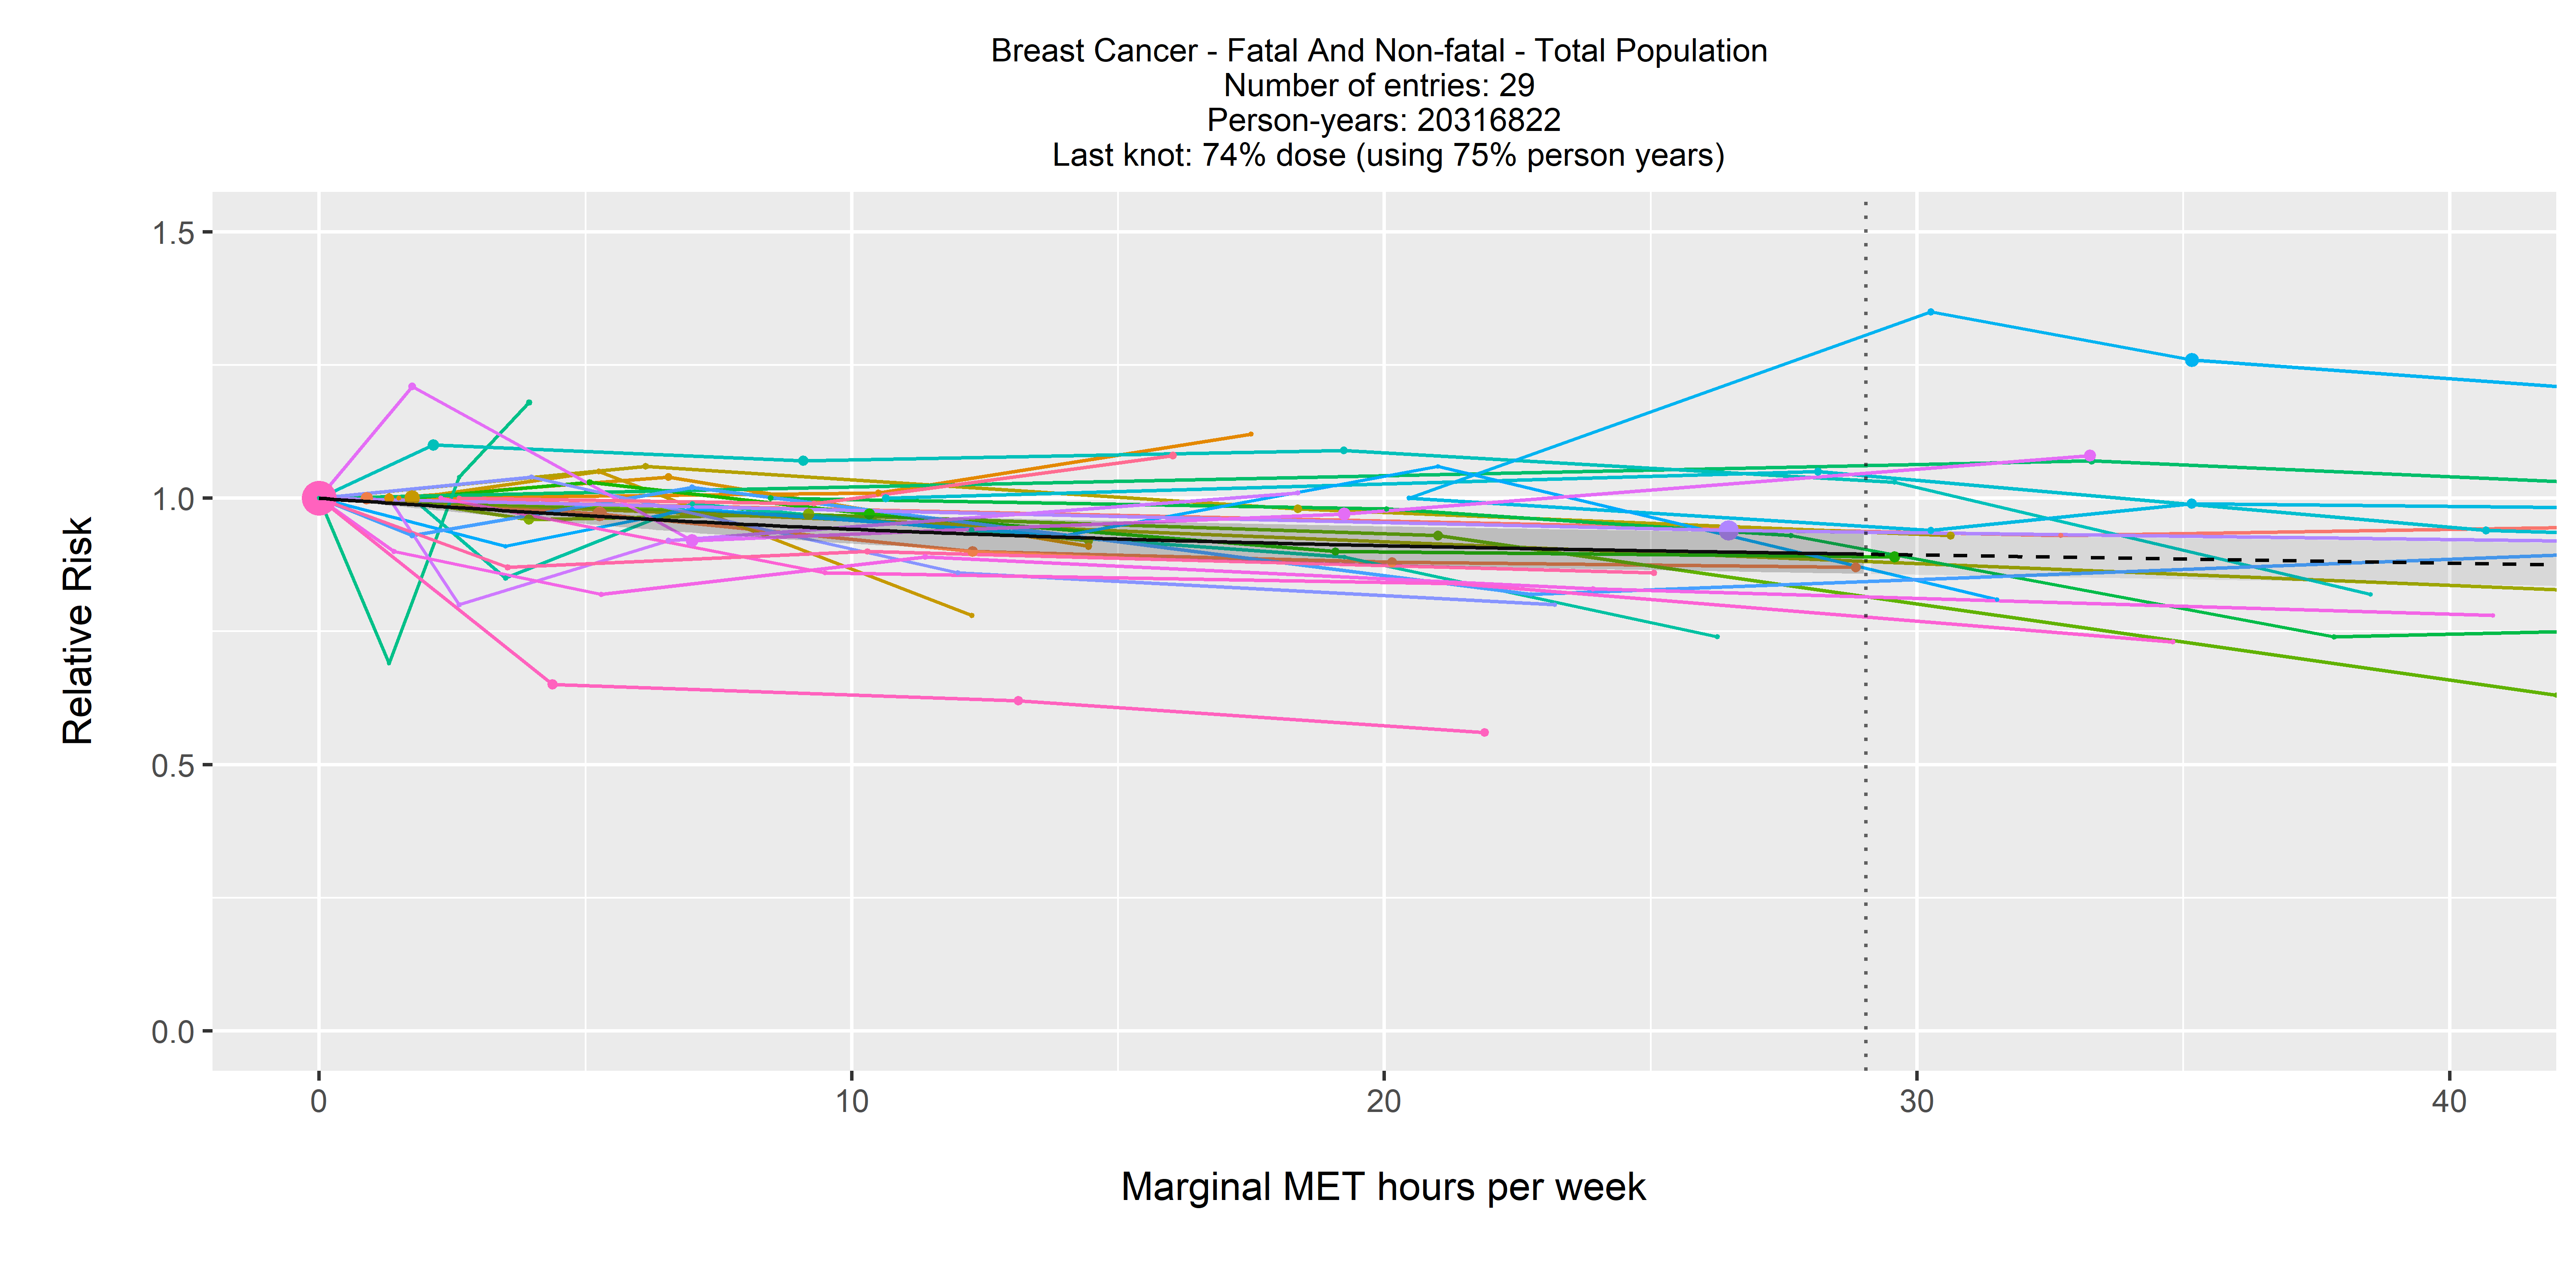 Breast Cancer - Fatal And Non-fatal - Total Population
Number of entries: 29
Person-years: 20316822
Last knot: 74% dose (using 75% person years)
1.5
1.0
0.5
0.0
Relative Risk
0 10 20 30 40
Marginal MET hours per week